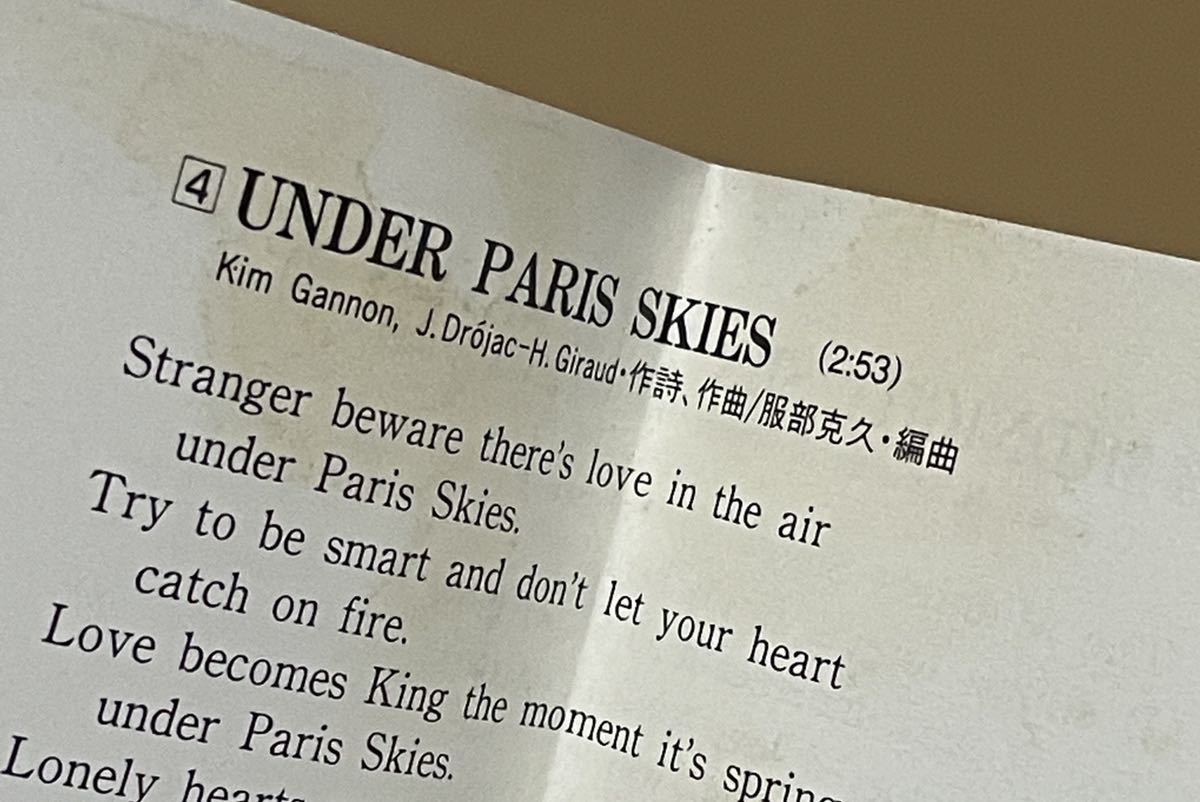 4 UNDER PARIS SKIES (2:53)
Kim Gannon, J.Drójac-H.Giraud・作詩、作曲/服部克久・編曲
Stranger beware there's love in the air
under Paris Skies.
Try to be smart and don't let your heart
catch on fire.
Love becomes King the moment it's spring
under Paris Skies.
Lonely hearts